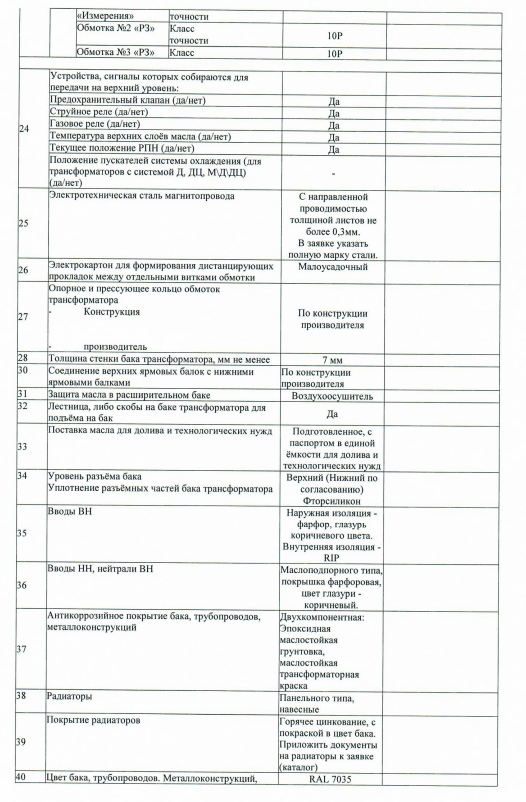 «Измерения» точности
Обмотка №2 «РЗ» Класс
точности 10Р
Обмотка №3 «РЗ» Класс 10Р
24 Устройства, сигналы которых собираются для
передачи на верхний уровень:
Предохранительный клапан (да/нет) Да
Струйное реле (да/нет) Да
Газовое реле (да/нет) Да
Температура верхних слоёв масла (да/нет) Да
Текущее положение РПН (да/нет) Да
Положение пускателей системы охлаждения (для
трансформаторов с системой Д, ДЦ, М\Д\ДЦ) -
(да/нет)
25 Электротехническая сталь магнитопровода С направленной
проводимостью
толщиной листов не
более 0,3мм.
В заявке указать
полную марку стали.
26 Электрокартон для формирования дистанцирующих Малоусадочный
прокладок между отдельными витками обмотки
27 Опорное и прессующее кольцо обмоток
трансформатора
- Конструкция По конструкции
производителя
- производитель
28 Толщина стенки бака трансформатора, мм не менее 7 мм
30 Соединение верхних ярмовых балок с нижними По конструкции
ярмовыми балками производителя
31 Защита масла в расширительном баке Воздухоосушитель
32 Лестница, либо скобы на баке трансформатора для Да
подъёма на бак
33 Поставка масла для долива и технологических нужд Подготовленное, с
паспортом в единой
ёмкости для долива и
технологических нужд
34 Уровень разъёма бака Верхний (Нижний по
Уплотнение разъёмных частей бака трансформатора согласованию)
Фторсиликон
35 Вводы ВН Наружная изоляция -
фарфор, глазурь
коричневого цвета.
Внутренняя изоляция -
RIP
36 Вводы НН, нейтрали ВН Маслоподпорного типа,
покрышка фарфоровая,
цвет глазури -
коричневый.
37 Антикоррозийное покрытие бака, трубопроводов, Двухкомпонентная:
металлоконструкций Эпоксидная
маслостойкая
грунтовка,
маслостойкая
трансформаторная
краска
38 Радиаторы Панельного типа,
навесные
39 Покрытие радиаторов Горячее цинкование, с
покраской в цвет бака.
Приложить документы
на радиаторы к заявке
(каталог)
40 Цвет бака, трубопроводов. Металлоконструкций, RAL 7035